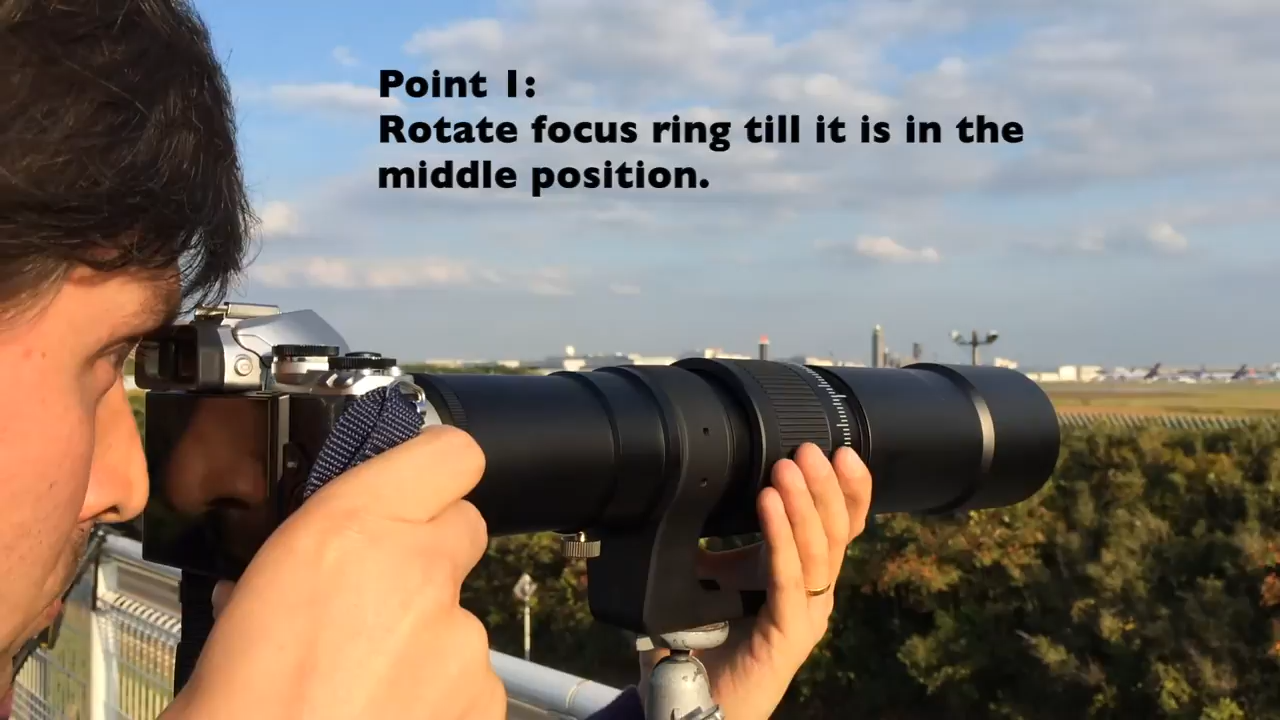 Point 1:
Rotate focus ring till it is in the
middle position.